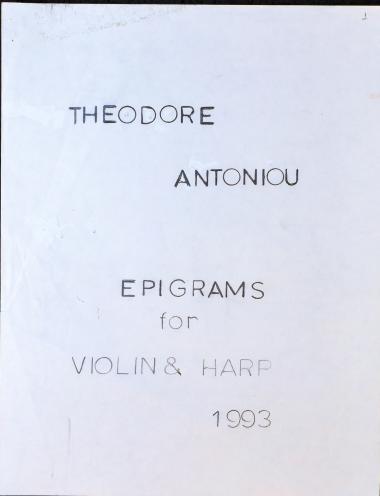 THEODORE
ANTONIOU
EPIGRAMS
for
VIOLIN & HARP
1993